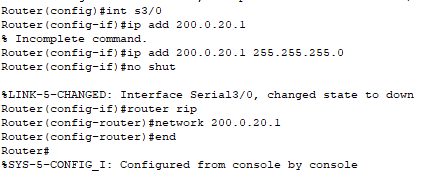 Router(config)#int s3/0
Router(config-if)#ip add 200.0.20.1
% Incomplete command.
Router(config-if)#ip add 200.0.20.1 255.255.255.0
Router(config-if)#no shut
%LINK-5-CHANGED: Interface Serial3/0, changed state to down
Router(config-if)#router rip
Router(config-router)#network 200.0.20.1
Router(config-router)#end
Router#
%SYS-5-CONFIG_I: Configured from console by console